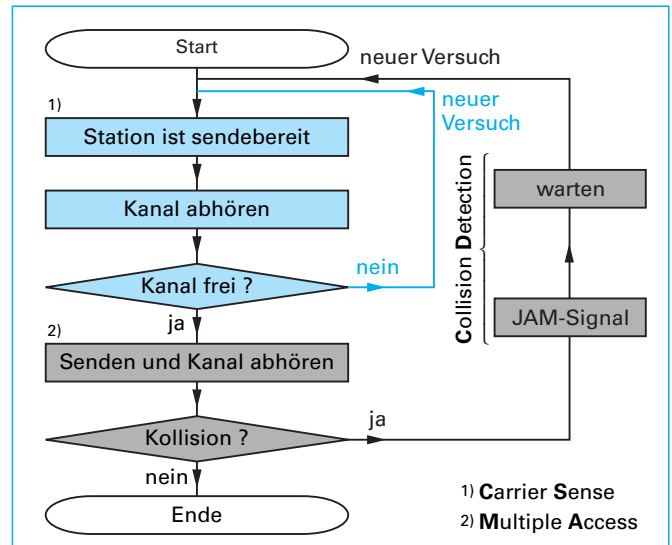 Start
neuer Versuch
neuer
Versuch
1)
Station ist sendebereit
Kanal abhören
Kanal frei ?
nein
ja
2)
Senden und Kanal abhören
Kollision ?
ja
nein
Ende
warten
JAM-Signal
Collision Detection
1) Carrier Sense
2) Multiple Access